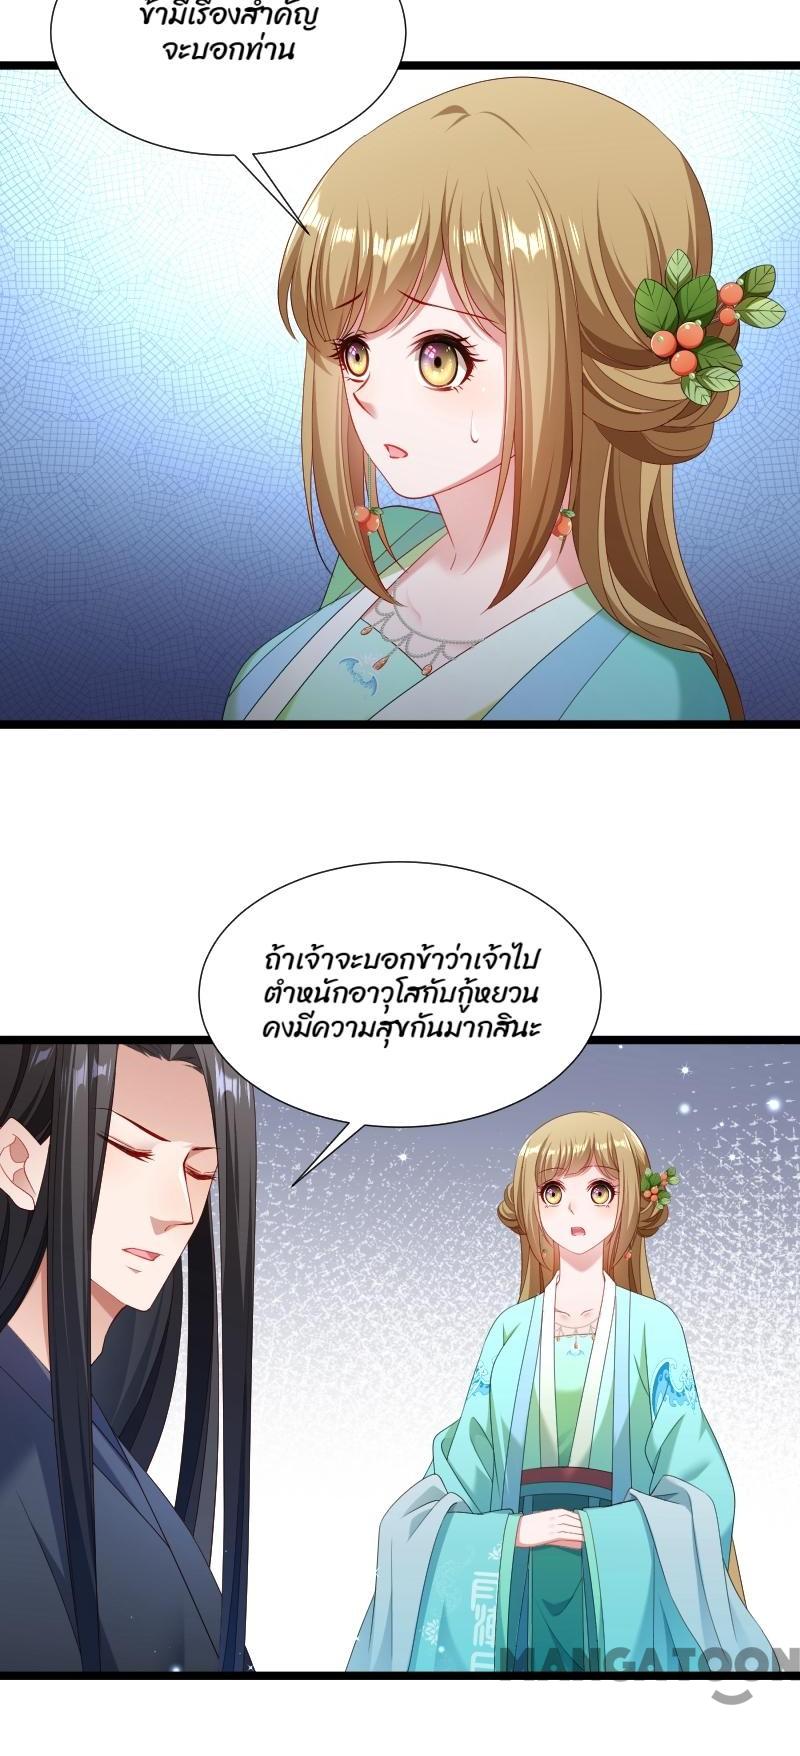 ข้ามีเรื่องสำคัญ
จะบอกท่าน
ถ้าเจ้าจะบอกข้าว่าเจ้าไป
ตำหนักอาวุโสกับกู้หยวน
คงมีความสุขกันมากสินะ
MANGATOON